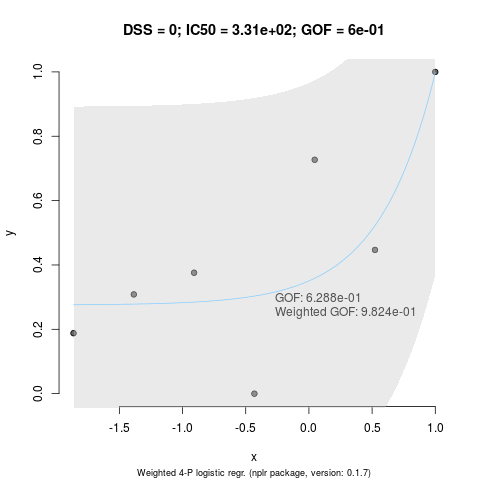 DSS = 0; IC50 = 3.31e+02; GOF = 6e-01
1.0
0.8
0.6
0.4
0.2
0.0
y
GOF: 6.288e-01
Weighted GOF: 9.824e-01
-1.5 -1.0 -0.5 0.0 0.5 1.0
x
Weighted 4-P logistic regr. (nplr package, version: 0.1.7)